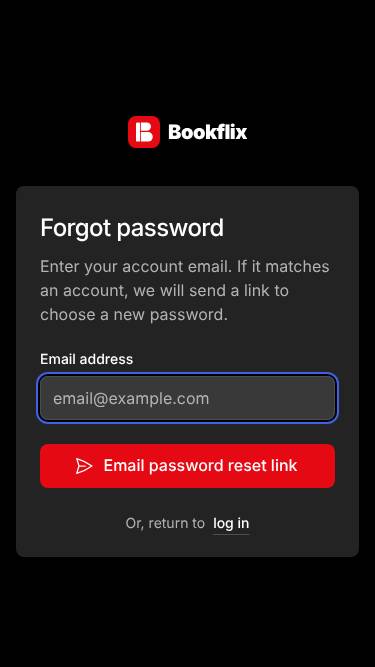 Bookflix
Forgot password
Enter your account email. If it matches
an account, we will send a link to
choose a new password.
Email address
email@example.com
Email password reset link
Or, return to log in